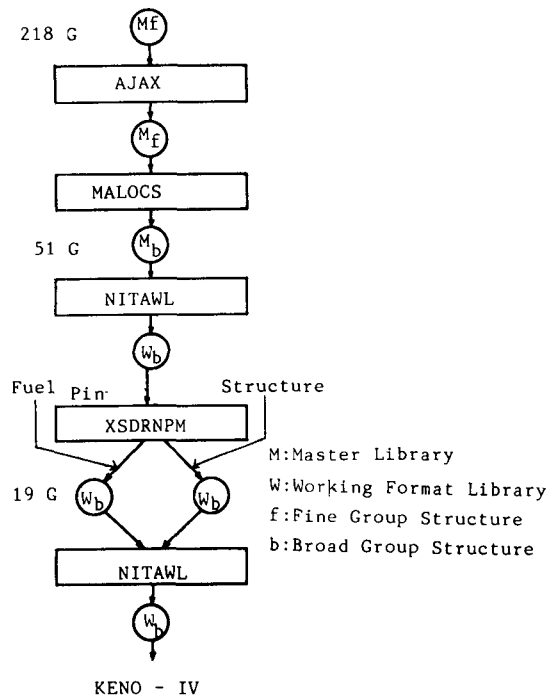 218 G
Mf
AJAX
Mf
MALOCS
51 G
Mb
NITAWL
Wb
Fuel Pin
Structure
XSDRNPM
M:Master Library
W:Working Format Library
f:Fine Group Structure
b:Broad Group Structure
19 G
Wb
Wb
NITAWL
Wb
KENO - IV